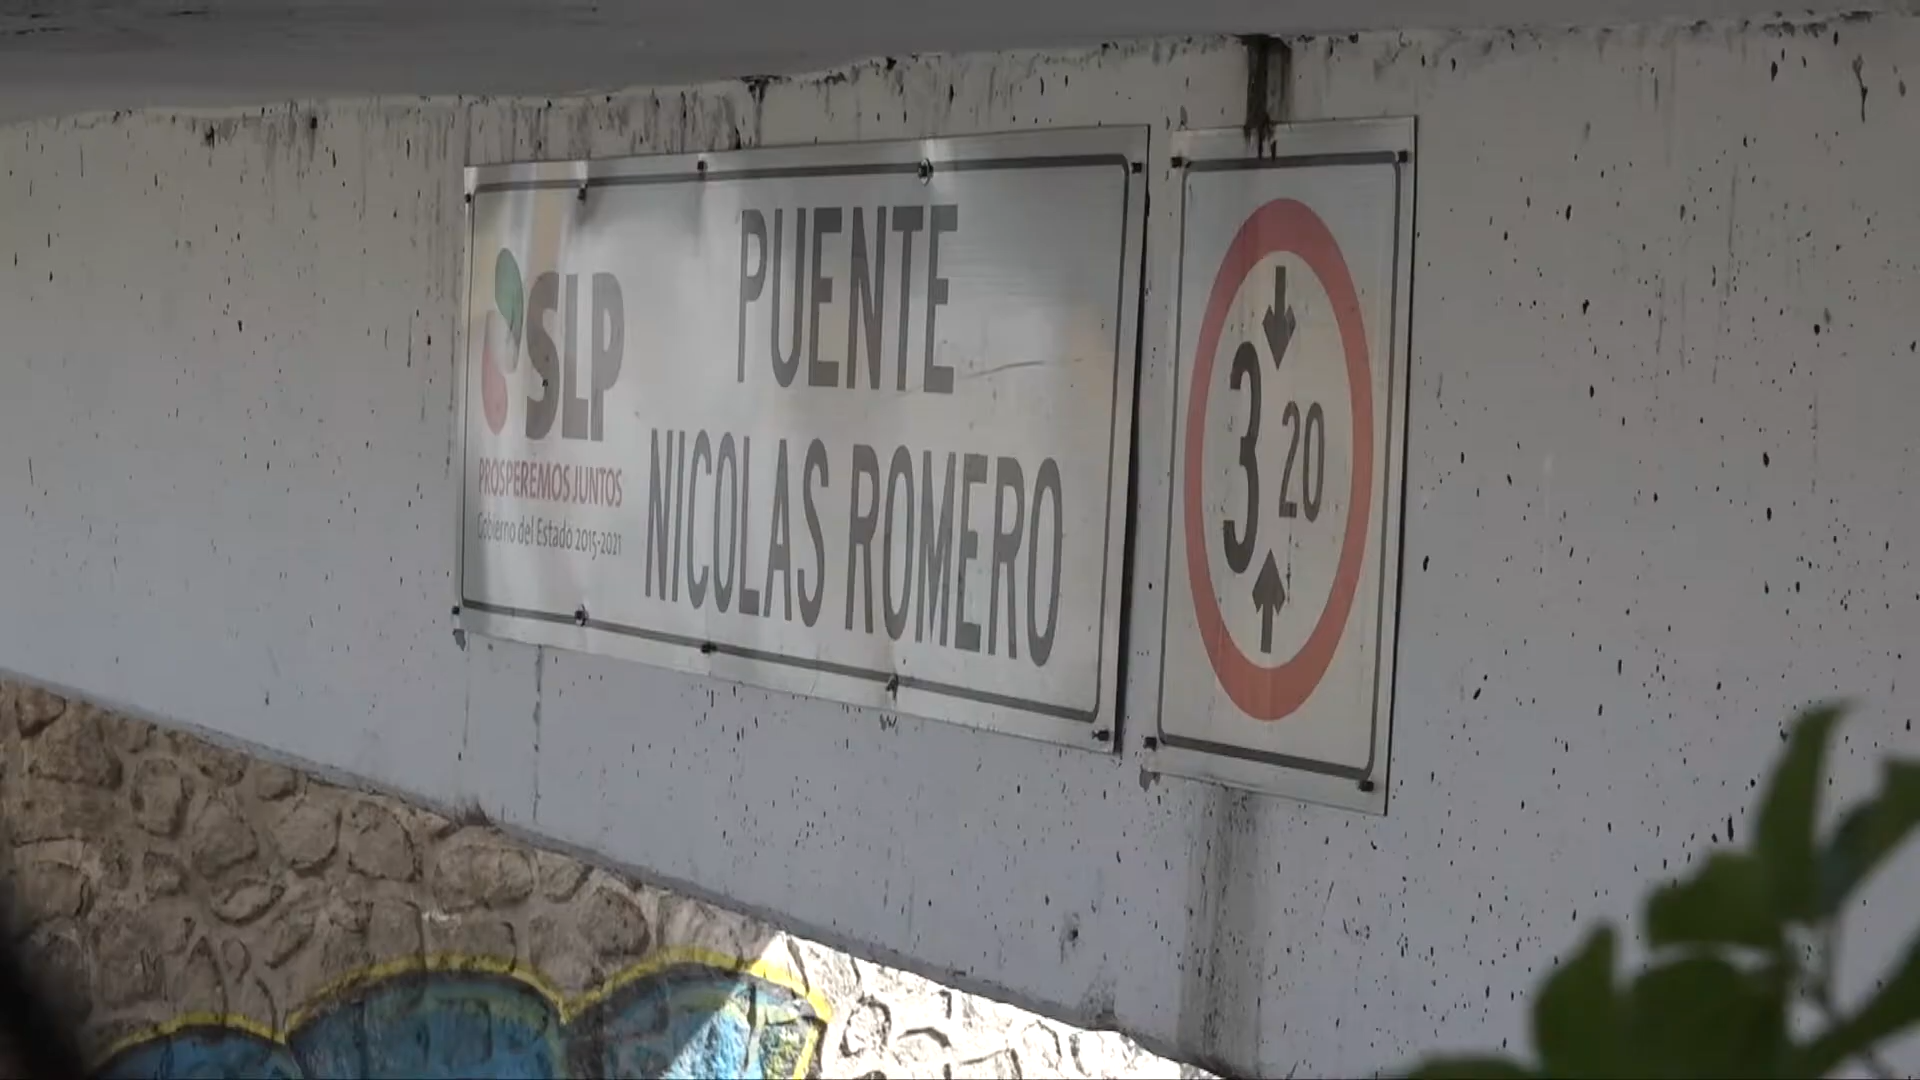 SLP
PROSPEREMOS JUNTOS
Gobierno del Estado 2015-2021
PUENTE
NICOLAS ROMERO
3 20